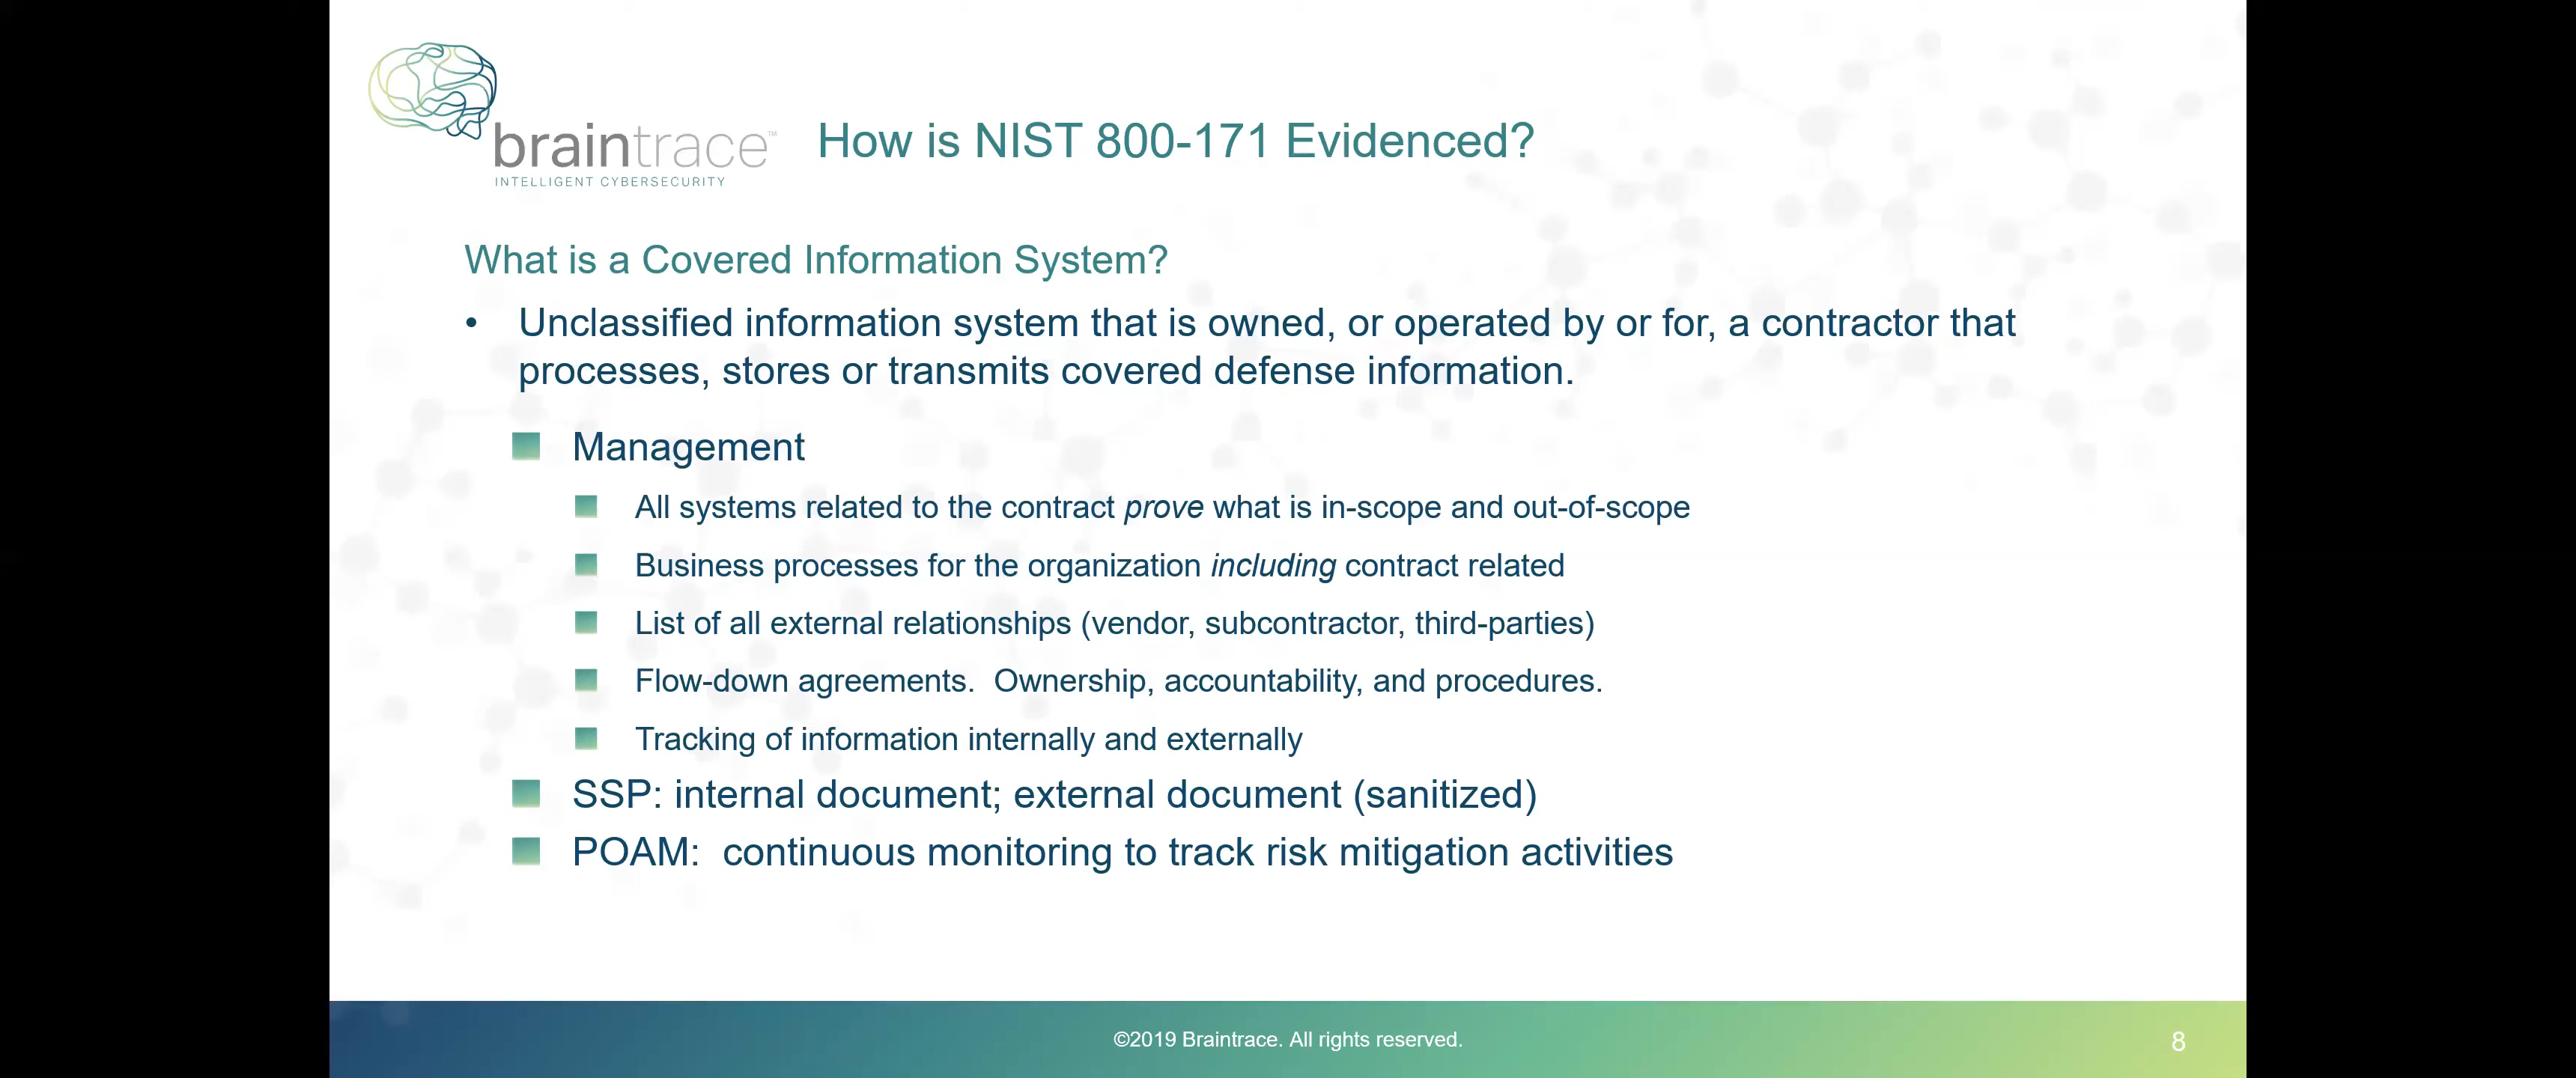 braintrace™
INTELLIGENT CYBERSECURITY
How is NIST 800-171 Evidenced?
What is a Covered Information System?
• Unclassified information system that is owned, or operated by or for, a contractor that
processes, stores or transmits covered defense information.
Management
All systems related to the contract prove what is in-scope and out-of-scope
Business processes for the organization including contract related
List of all external relationships (vendor, subcontractor, third-parties)
Flow-down agreements.  Ownership, accountability, and procedures.
Tracking of information internally and externally
SSP: internal document; external document (sanitized)
POAM:  continuous monitoring to track risk mitigation activities
©2019 Braintrace. All rights reserved.
8